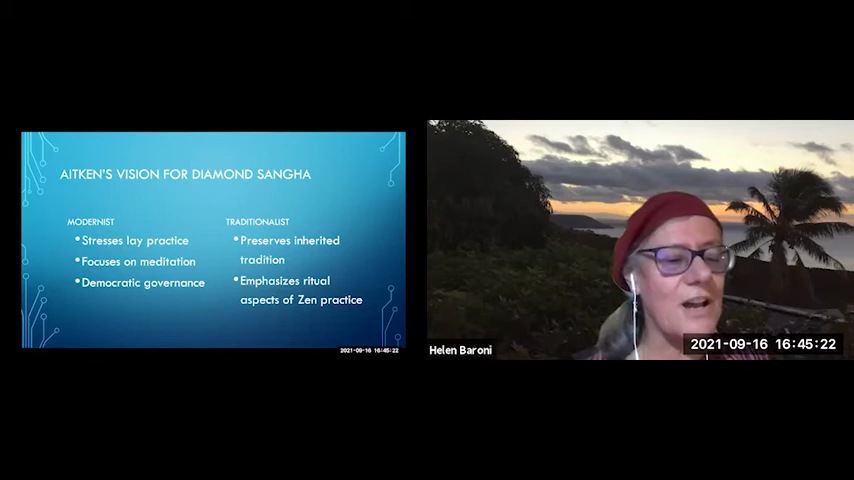 AITKEN'S VISION FOR DIAMOND SANGHA
MODERNIST
•Stresses lay practice
•Focuses on meditation
•Democratic governance
TRADITIONALIST
•Preserves inherited
tradition
•Emphasizes ritual
aspects of Zen practice
2021-09-16 16:45:22
Helen Baroni
2021-09-16 16:45:22